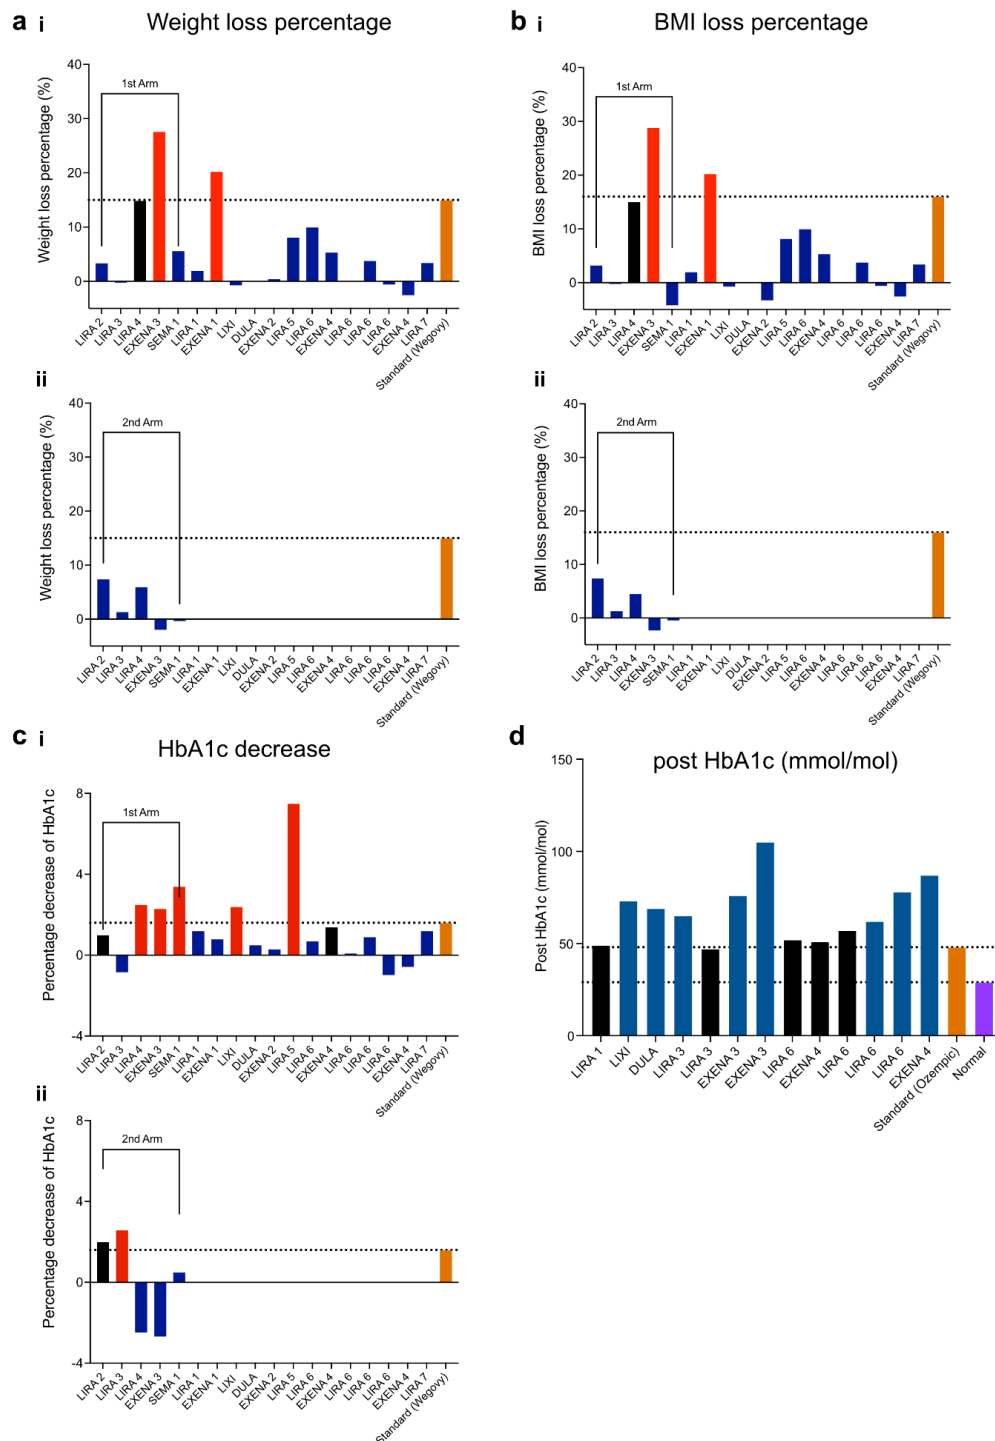 a i Weight loss percentage
Weight loss percentage (%)
40
30
20
10
0
1st Arm
LIRA 2
LIRA 3
LIRA 4
EXENA 3
SEMA 1
LIRA 1
EXENA 1
LIXI
DULA
EXENA 2
LIRA 5
LIRA 6
EXENA 4
LIRA 6
LIRA 6
LIRA 6
EXENA 4
LIRA 7
Standard (Wegovy)
b i BMI loss percentage
BMI loss percentage (%)
40
30
20
10
0
1st Arm
LIRA 2
LIRA 3
LIRA 4
EXENA 3
SEMA 1
LIRA 1
EXENA 1
LIXI
DULA
EXENA 2
LIRA 5
LIRA 6
EXENA 4
LIRA 6
LIRA 6
LIRA 6
EXENA 4
LIRA 7
Standard (Wegovy)
ii
Weight loss percentage (%)
40
30
20
10
0
2nd Arm
LIRA 2
LIRA 3
LIRA 4
EXENA 3
SEMA 1
LIRA 1
EXENA 1
LIXI
DULA
EXENA 2
LIRA 5
LIRA 6
EXENA 4
LIRA 6
LIRA 6
LIRA 6
EXENA 4
LIRA 7
Standard (Wegovy)
ii
BMI loss percentage (%)
40
30
20
10
0
2nd Arm
LIRA 2
LIRA 3
LIRA 4
EXENA 3
SEMA 1
LIRA 1
EXENA 1
LIXI
DULA
EXENA 2
LIRA 5
LIRA 6
EXENA 4
LIRA 6
LIRA 6
LIRA 6
EXENA 4
LIRA 7
Standard (Wegovy)
c i HbA1c decrease
Percentage decrease of HbA1c
8
4
0
-4
1st Arm
LIRA 2
LIRA 3
LIRA 4
EXENA 3
SEMA 1
LIRA 1
EXENA 1
LIXI
DULA
EXENA 2
LIRA 5
LIRA 6
EXENA 4
LIRA 6
LIRA 6
LIRA 6
EXENA 4
LIRA 7
Standard (Wegovy)
d
post HbA1c (mmol/mol)
Post HbA1c (mmol/mol)
150
100
50
0
LIRA 1
LIXI
DULA
LIRA 3
LIRA 3
EXENA 3
EXENA 3
LIRA 6
EXENA 4
LIRA 6
LIRA 6
LIRA 6
EXENA 4
Standard (Ozempic)
Normal
ii
Percentage decrease of HbA1c
8
4
0
-4
2nd Arm
LIRA 2
LIRA 3
LIRA 4
EXENA 3
SEMA 1
LIRA 1
EXENA 1
LIXI
DULA
EXENA 2
LIRA 5
LIRA 6
EXENA 4
LIRA 6
LIRA 6
LIRA 6
EXENA 4
LIRA 7
Standard (Wegovy)